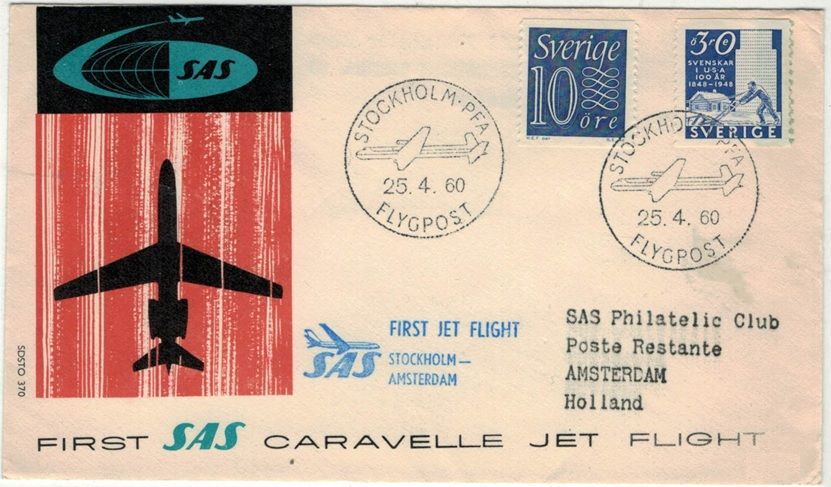 SAS
Sverige
10
öre
ö 30
SVENSKAR
I U·S·A
100 ÅR
1848-1948
SVERIGE
STOCKHOLM·PFA
25. 4. 60
FLYGPOST
STOCKHOLM·PFA
25. 4. 60
FLYGPOST
FIRST JET FLIGHT
SAS
STOCKHOLM—
AMSTERDAM
SAS Philatelic Club
Poste Restante
AMSTERDAM
Holland
SDSTO 370
FIRST SAS CARAVELLE JET FLIGHT